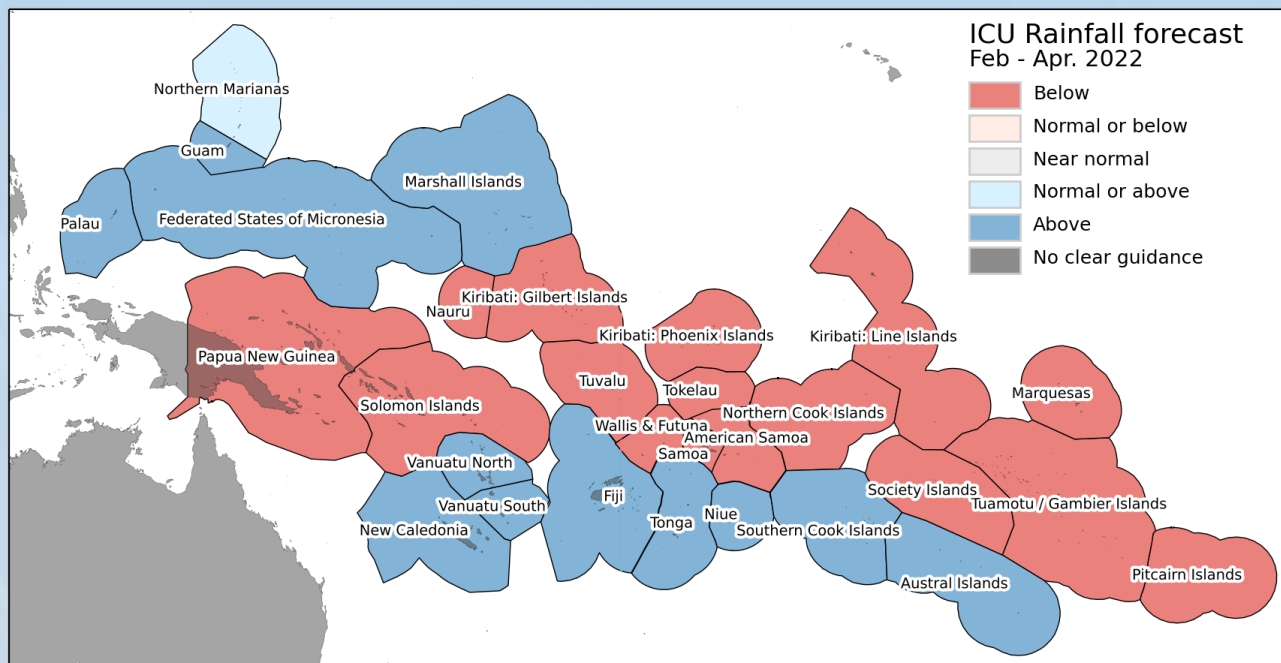 ICU Rainfall forecast
Feb - Apr. 2022
Below
Normal or below
Near normal
Normal or above
Above
No clear guidance
Northern Marianas
Guam
Marshall Islands
Palau
Federated States of Micronesia
Nauru
Kiribati: Gilbert Islands
Kiribati: Phoenix Islands
Kiribati: Line Islands
Papua New Guinea
Tuvalu
Tokelau
Marquesas
Solomon Islands
Northern Cook Islands
Wallis & Futuna
American Samoa
Samoa
Vanuatu North
Society Islands
Fiji
Vanuatu South
Tuamotu / Gambier Islands
New Caledonia
Tonga
Niue
Southern Cook Islands
Austral Islands
Pitcairn Islands